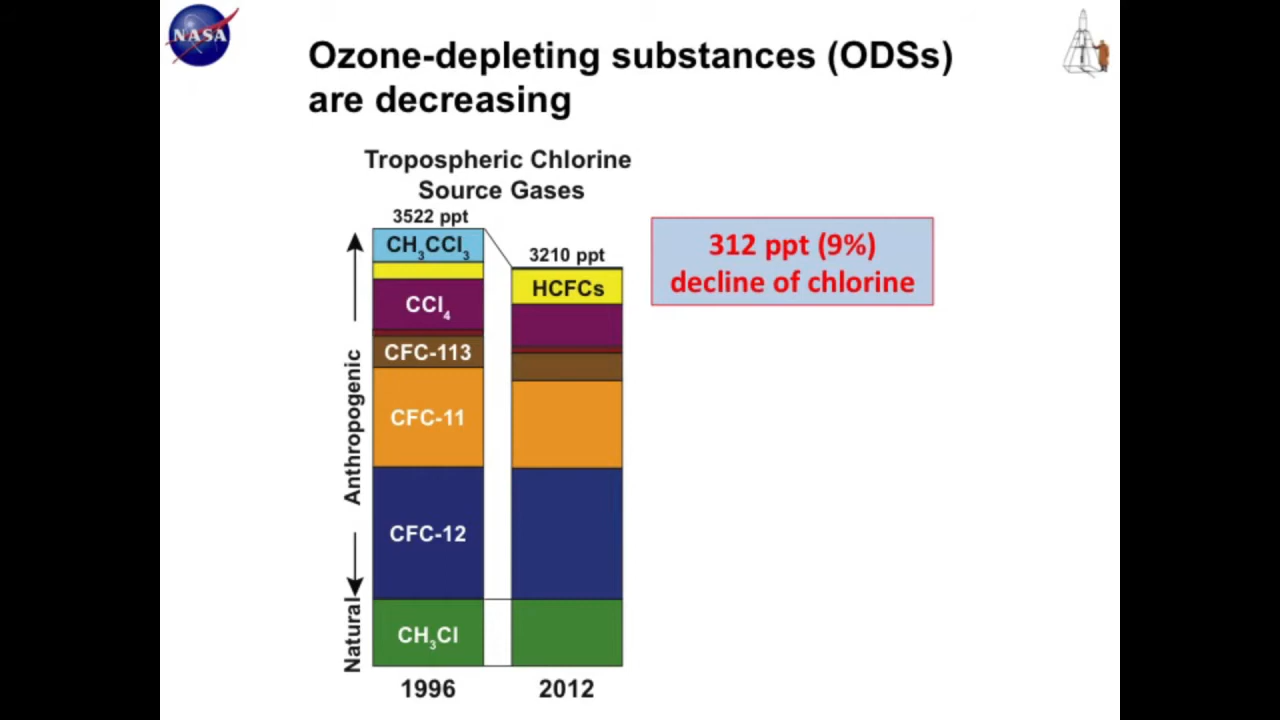 NASA
Ozone-depleting substances (ODSs)
are decreasing
Tropospheric Chlorine
Source Gases
3522 ppt
3210 ppt
312 ppt (9%)
decline of chlorine
CH₃CCl₃
HCFCs
CCl₄
CFC-113
CFC-11
CFC-12
CH₃Cl
Anthropogenic
Natural
1996
2012